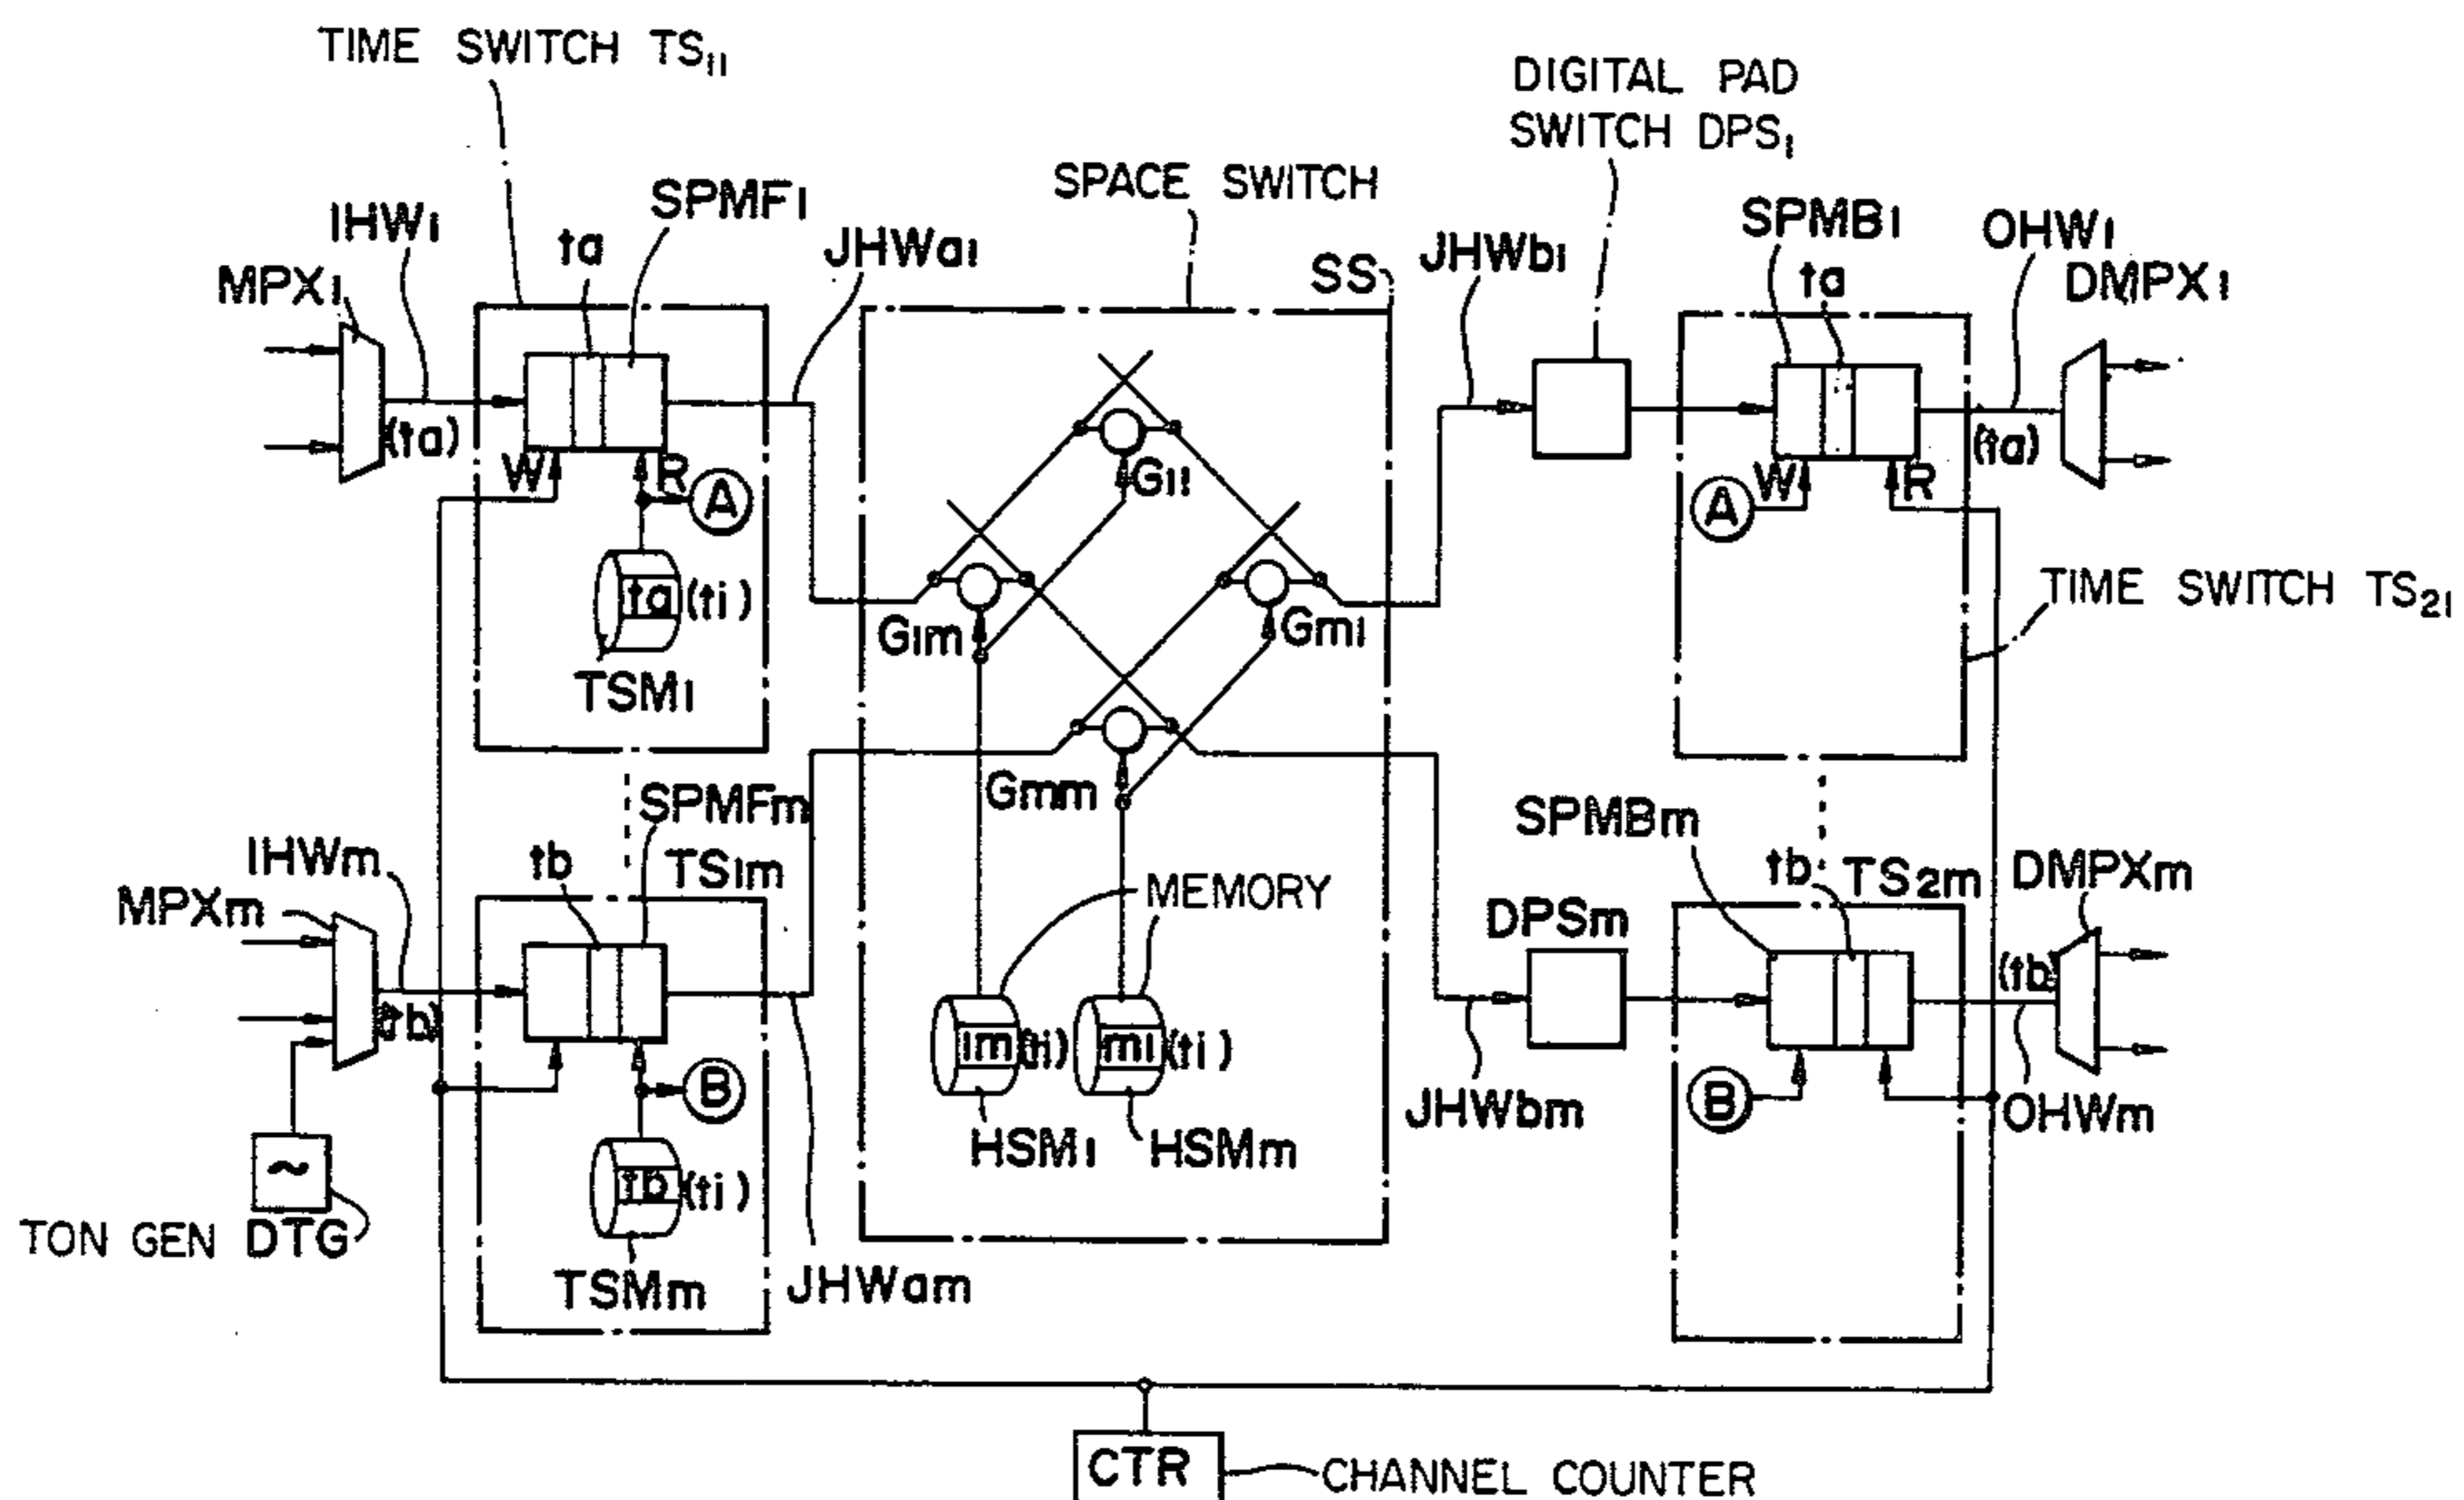 TIME SWITCH TS11
DIGITAL PAD
SWITCH DPS1
SPACE SWITCH
SS
IHW1
MPX1
ta
SPMF1
JHWa1
JHWb1
SPMB1
ta
OHW1
DMPX1
(ta)
W
R
A
ta
(ti)
TSM1
G11
G1m
Gm1
Gmm
A
W
R
(ta)
TIME SWITCH TS21
IHWm
MPXm
tb
SPMFm
TS1m
(tb)
B
tb
(ti)
TSMm
JHWam
TON GEN DTG
~
MEMORY
1m
(ti)
m1
(ti)
HSM1
HSMm
SPMBm
DPSm
JHWbm
tb
TS2m
DMPXm
(tb)
B
OHWm
CTR
CHANNEL COUNTER